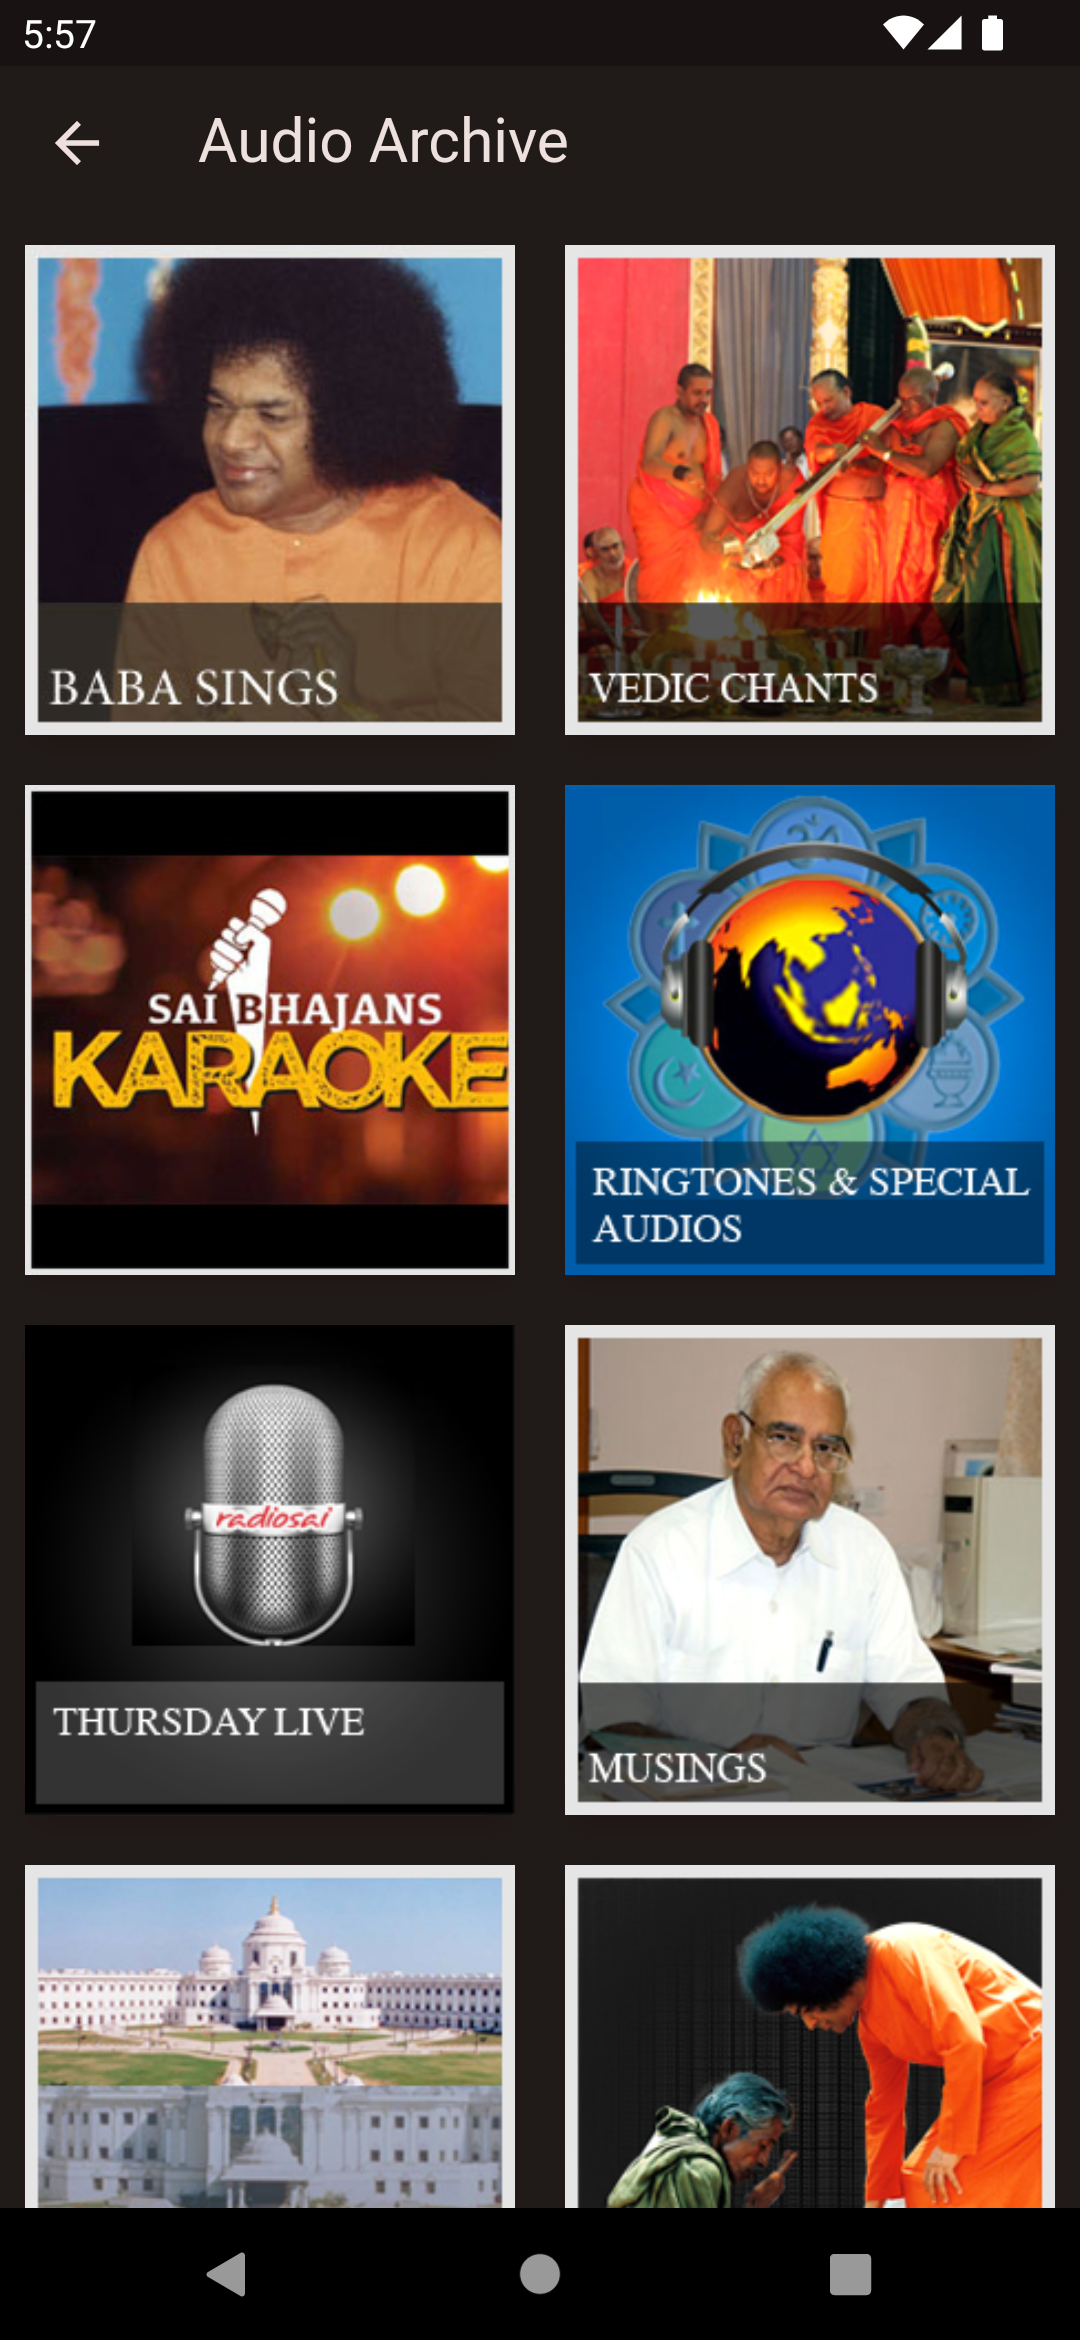 5:57
Audio Archive
BABA SINGS
VEDIC CHANTS
SAI BHAJANS
KARAOKE
RINGTONES & SPECIAL
AUDIOS
radiosai
THURSDAY LIVE
MUSINGS